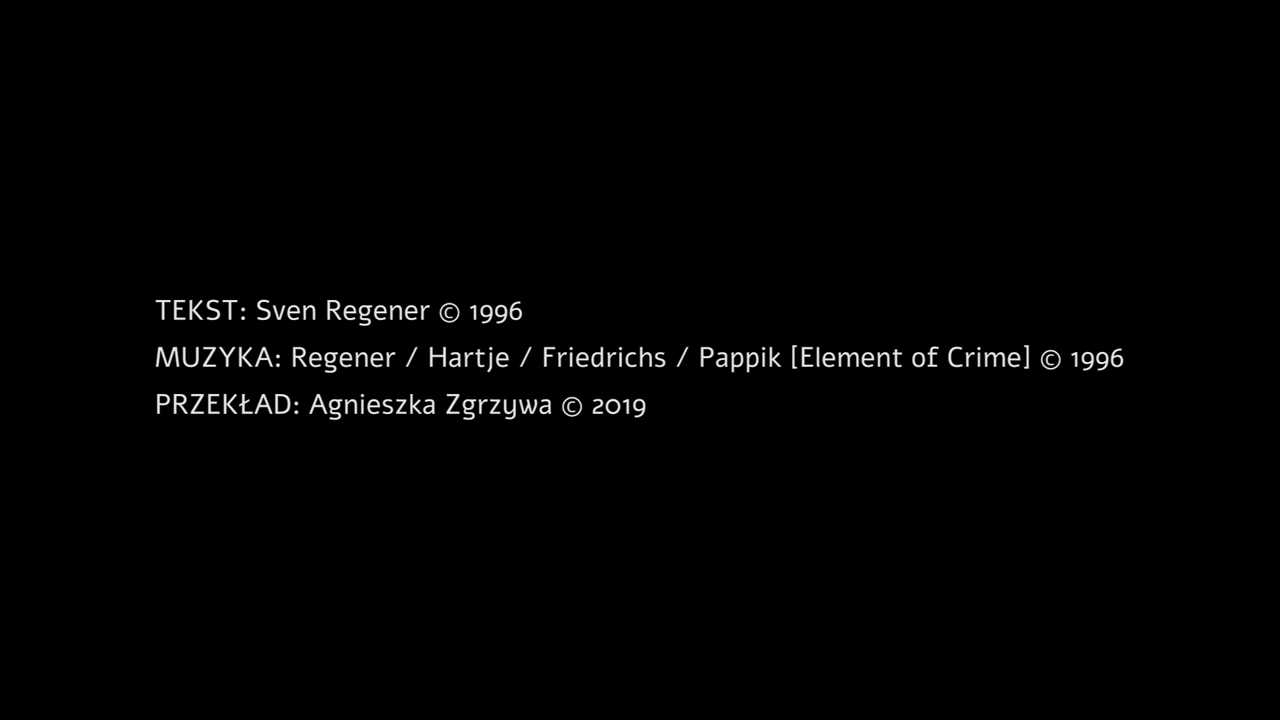 TEKST: Sven Regener © 1996
MUZYKA: Regener / Hartje / Friedrichs / Pappik [Element of Crime] © 1996
PRZEKŁAD: Agnieszka Zgrzywa © 2019